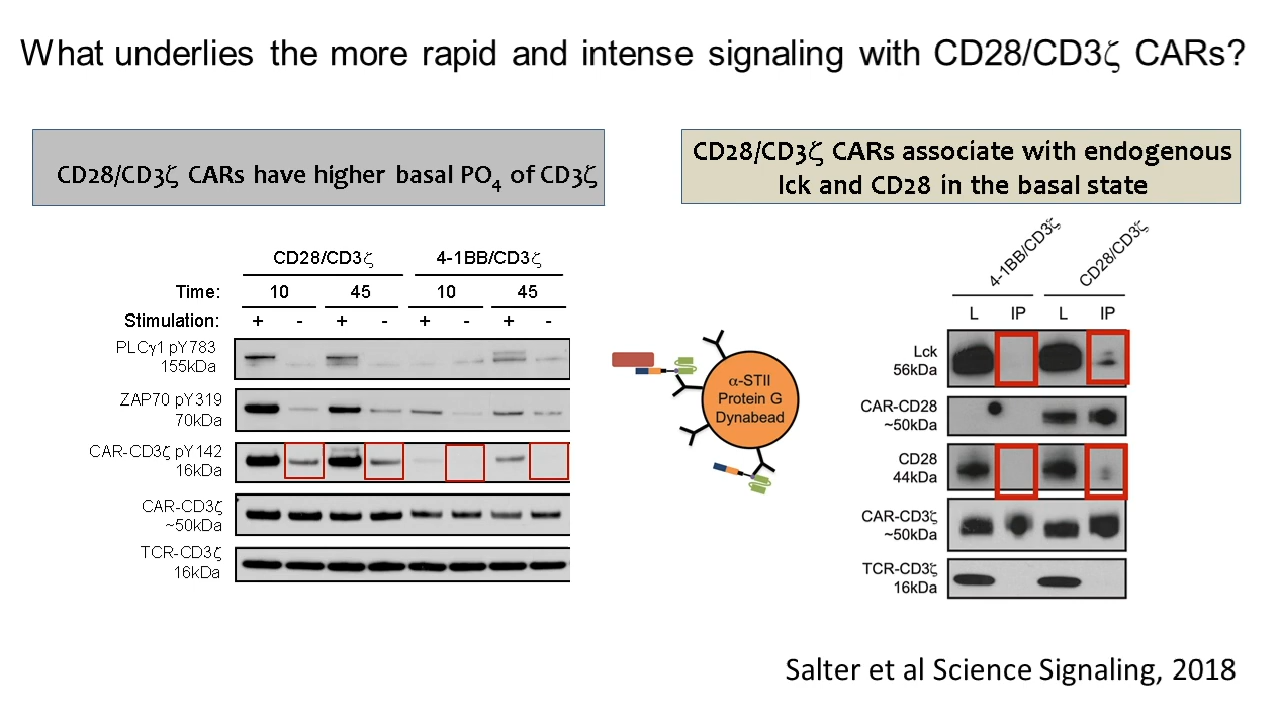 What underlies the more rapid and intense signaling with CD28/CD3ζ CARs?
CD28/CD3ζ CARs have higher basal PO₄ of CD3ζ
CD28/CD3ζ 4-1BB/CD3ζ
Time: 10 45 10 45
Stimulation: + - + - + - + -
PLCγ1 pY783
155kDa
ZAP70 pY319
70kDa
CAR-CD3ζ pY142
16kDa
CAR-CD3ζ
~50kDa
TCR-CD3ζ
16kDa
α-STII
Protein G
Dynabead
CD28/CD3ζ CARs associate with endogenous
lck and CD28 in the basal state
4-1BB/CD3ζ CD28/CD3ζ
L IP L IP
Lck
56kDa
CAR-CD28
~50kDa
CD28
44kDa
CAR-CD3ζ
~50kDa
TCR-CD3ζ
16kDa
Salter et al Science Signaling, 2018